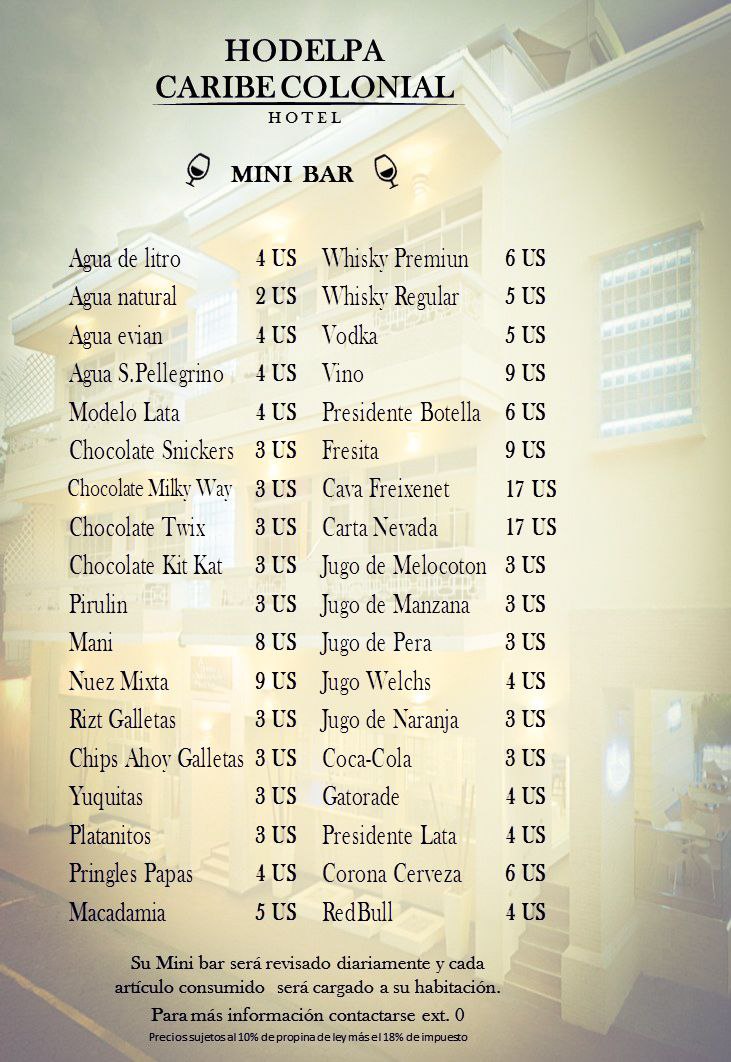 HODELPA
CARIBE COLONIAL
HOTEL
MINI BAR
Agua de litro 4 US Whisky Premiun 6 US
Agua natural 2 US Whisky Regular 5 US
Agua evian 4 US Vodka 5 US
Agua S.Pellegrino 4 US Vino 9 US
Modelo Lata 4 US Presidente Botella 6 US
Chocolate Snickers 3 US Fresita 9 US
Chocolate Milky Way 3 US Cava Freixenet 17 US
Chocolate Twix 3 US Carta Nevada 17 US
Chocolate Kit Kat 3 US Jugo de Melocoton 3 US
Pirulin 3 US Jugo de Manzana 3 US
Mani 8 US Jugo de Pera 3 US
Nuez Mixta 9 US Jugo Welchs 4 US
Rizt Galletas 3 US Jugo de Naranja 3 US
Chips Ahoy Galletas 3 US Coca-Cola 3 US
Yuquitas 3 US Gatorade 4 US
Platanitos 3 US Presidente Lata 4 US
Pringles Papas 4 US Corona Cerveza 6 US
Macadamia 5 US RedBull 4 US
Su Mini bar será revisado diariamente y cada
artículo consumido será cargado a su habitación.
Para más información contactarse ext. 0
Precios sujetos al 10% de propina de ley más el 18% de impuesto